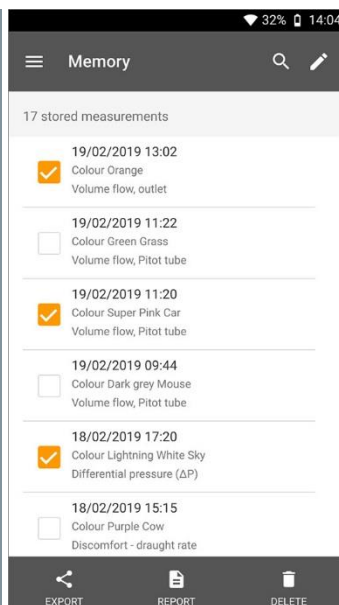 32% 14:04
Memory
17 stored measurements
19/02/2019 13:02
Colour Orange
Volume flow, outlet
19/02/2019 11:22
Colour Green Grass
Volume flow, Pitot tube
19/02/2019 11:20
Colour Super Pink Car
Volume flow, Pitot tube
19/02/2019 09:44
Colour Dark grey Mouse
Volume flow, Pitot tube
18/02/2019 17:20
Colour Lightning White Sky
Differential pressure (ΔP)
18/02/2019 15:15
Colour Purple Cow
Discomfort - draught rate
EXPORT REPORT DELETE